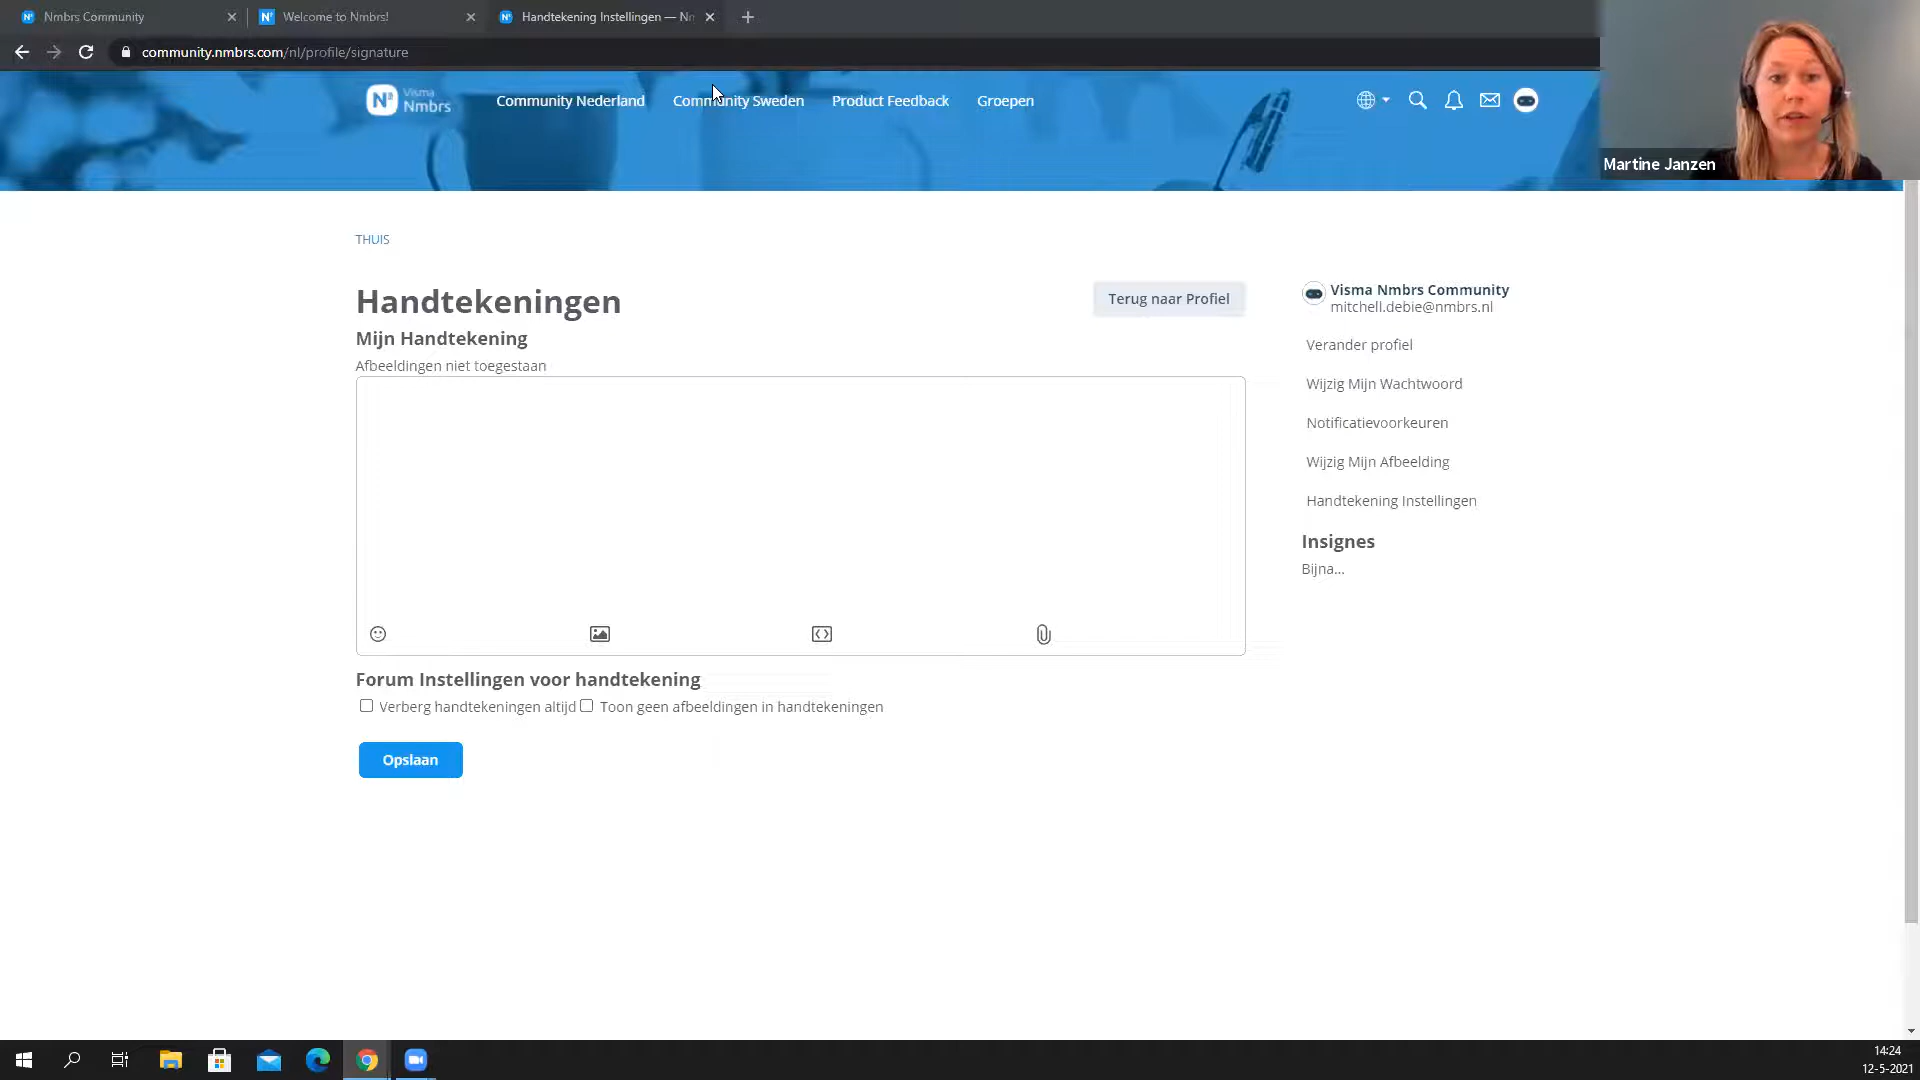 Nmbrs Community
Welcome to Nmbrs!
Handtekening Instellingen — Nn
community.nmbrs.com/nl/profile/signature
Visma
Nmbrs
Community Nederland
Community Sweden
Product Feedback
Groepen
Martine Janzen
THUIS
Handtekeningen
Terug naar Profiel
Mijn Handtekening
Afbeeldingen niet toegestaan
Visma Nmbrs Community
mitchell.debie@nmbrs.nl
Verander profiel
Wijzig Mijn Wachtwoord
Notificatievoorkeuren
Wijzig Mijn Afbeelding
Handtekening Instellingen
Insignes
Bijna...
Forum Instellingen voor handtekening
Verberg handtekeningen altijd
Toon geen afbeeldingen in handtekeningen
Opslaan
14:24
12-5-2021